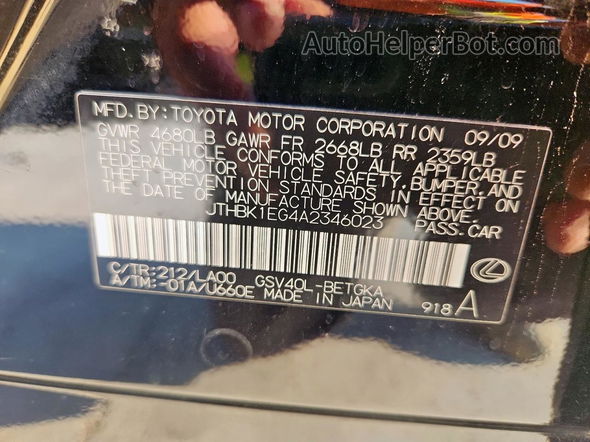 AutoHelperBot.com
MFD.BY:TOYOTA MOTOR CORPORATION 09/09
GVWR 4680LB GAWR FR 2668LB RR 2359LB
THIS VEHICLE CONFORMS TO ALL APPLICABLE
FEDERAL MOTOR VEHICLE SAFETY,BUMPER,AND
THEFT PREVENTION STANDARDS IN EFFECT
ON THE DATE OF MANUFACTURE SHOWN ABOVE.
JTHBK1EG4A2346023 PASS.CAR
C/TR:212/LA00 GSV40L-BETGKA
A/TM:-01A/U660E MADE IN JAPAN 918A